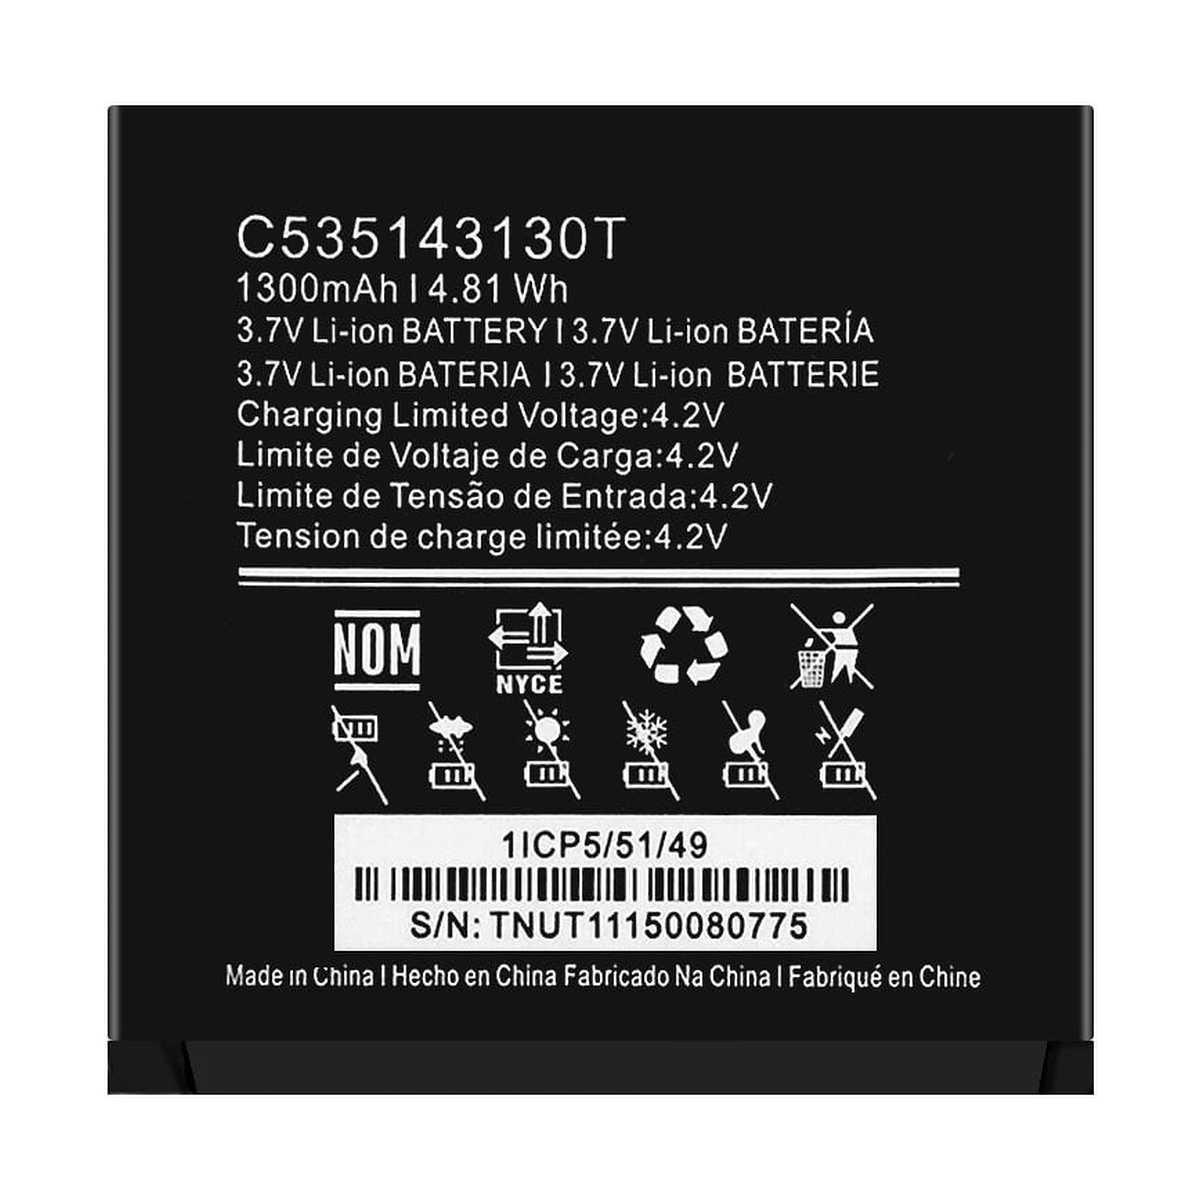 C535143130T
1300mAh | 4.81 Wh
3.7V Li-ion BATTERY | 3.7V Li-ion BATERÍA
3.7V Li-ion BATERIA | 3.7V Li-ion BATTERIE
Charging Limited Voltage:4.2V
Limite de Voltaje de Carga:4.2V
Limite de Tensão de Entrada:4.2V
Tension de charge limitée:4.2V
NOM
NYCE
1ICP5/51/49
S/N: TNUT11150080775
Made in China | Hecho en China Fabricado Na China | Fabriqué en Chine